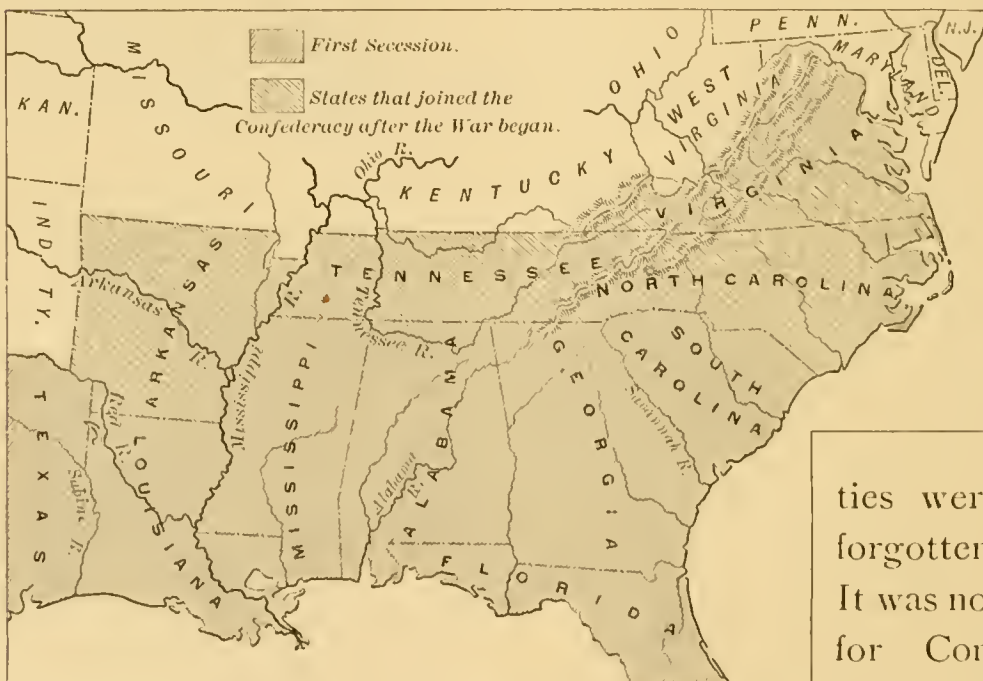 PENN.
N.J.
MARYLAND
DEL.
OHIO
WEST
VIRGINIA
First Secession.
States that joined the
Confederacy after the War began.
MISSOURI
KAN.
IND TY.
Ohio R.
KENTUCKY
VIRGINIA
TENNESSEE
Tennessee R.
NORTH CAROLINA
ARKANSAS
Arkansas R.
Mississippi R.
SOUTH
CAROLINA
Savannah R.
GEORGIA
ALABAMA
Alabama R.
MISSISSIPPI
TEXAS
Red R.
Sabine R.
LOUISIANA
FLORIDA
ties wer
forgotten
It was no
for Con